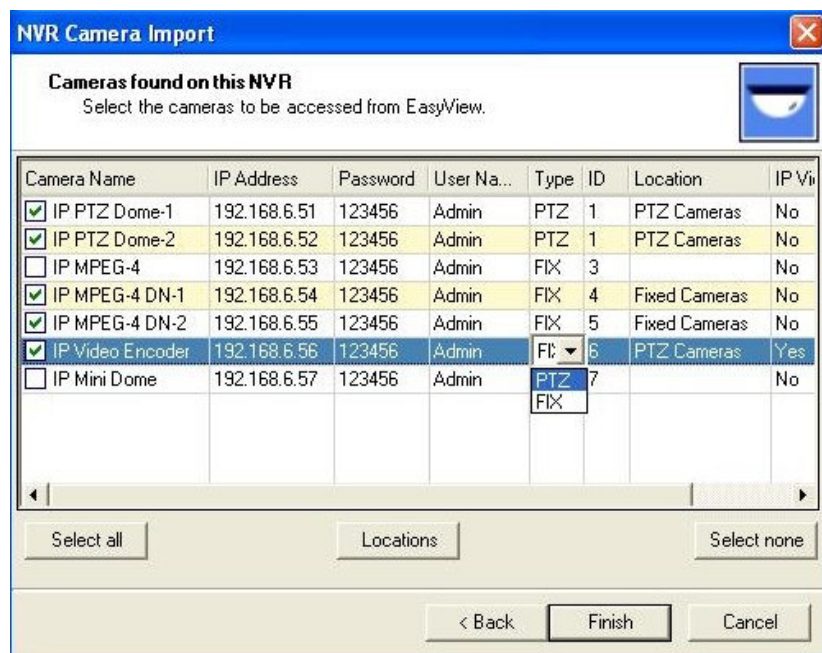 NVR Camera Import
Cameras found on this NVR
Select the cameras to be accessed from EasyView.
Camera Name IP Address Password User Na... Type ID Location IP Vi
IP PTZ Dome-1 192.168.6.51 123456 Admin PTZ 1 PTZ Cameras No
IP PTZ Dome-2 192.168.6.52 123456 Admin PTZ 1 PTZ Cameras No
IP MPEG-4 192.168.6.53 123456 Admin FIX 3 No
IP MPEG-4 DN-1 192.168.6.54 123456 Admin FIX 4 Fixed Cameras No
IP MPEG-4 DN-2 192.168.6.55 123456 Admin FIX 5 Fixed Cameras No
IP Video Encoder 192.168.6.56 123456 Admin FI 6 PTZ Cameras Yes
IP Mini Dome 192.168.6.57 123456 Admin PTZ 7 No
FIX
Select all Locations Select none
< Back Finish Cancel